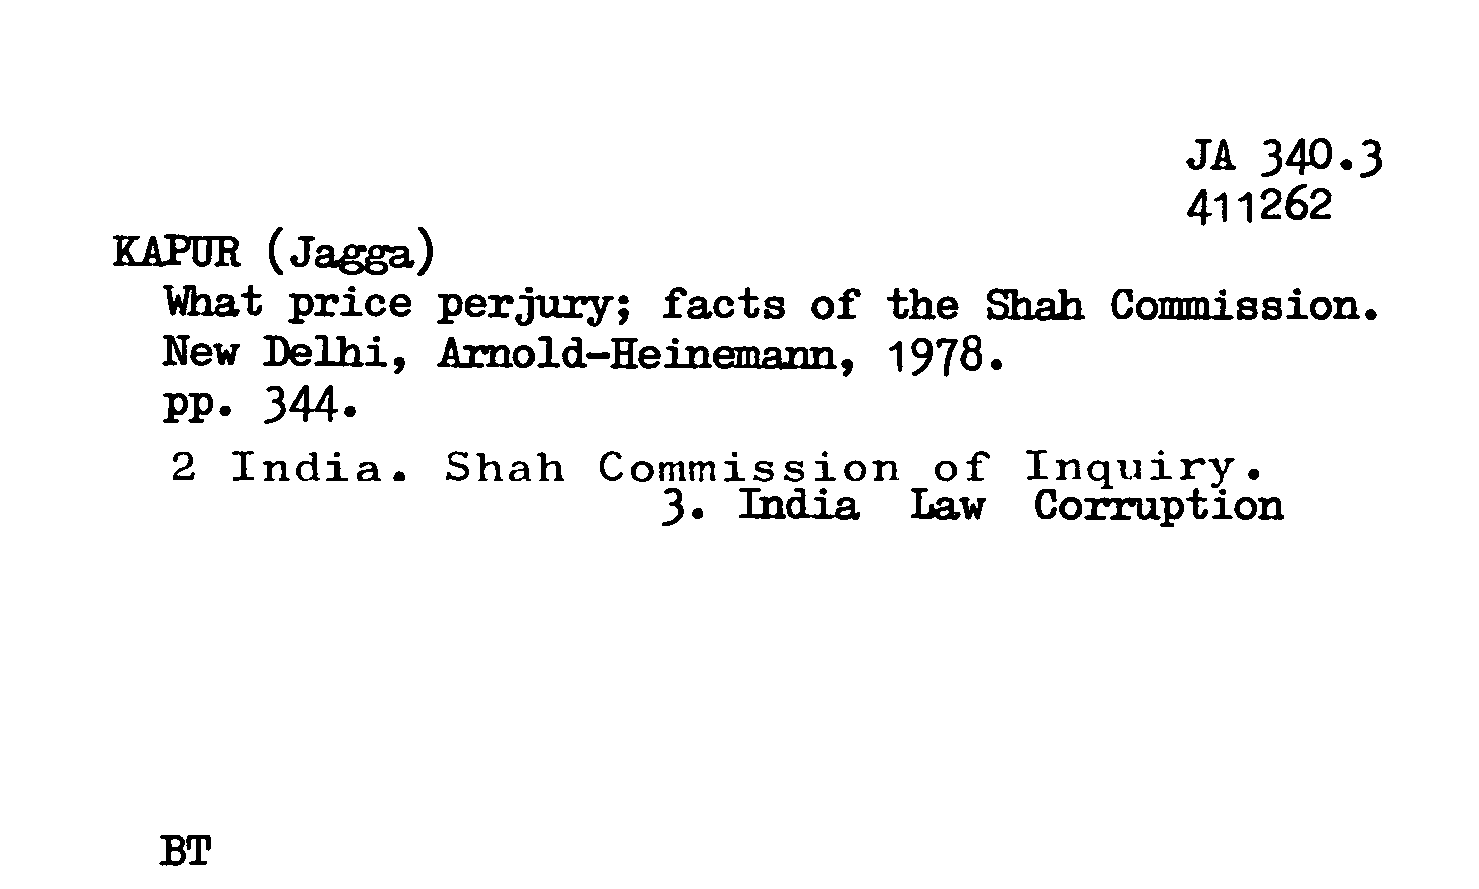 JA 340.3
411262
KAPUR (Jagga)
What price perjury; facts of the Shah Commission.
New Delhi, Arnold-Heinemann, 1978.
pp. 344.
2 India. Shah Commission of Inquiry.
3. India Law Corruption
BT